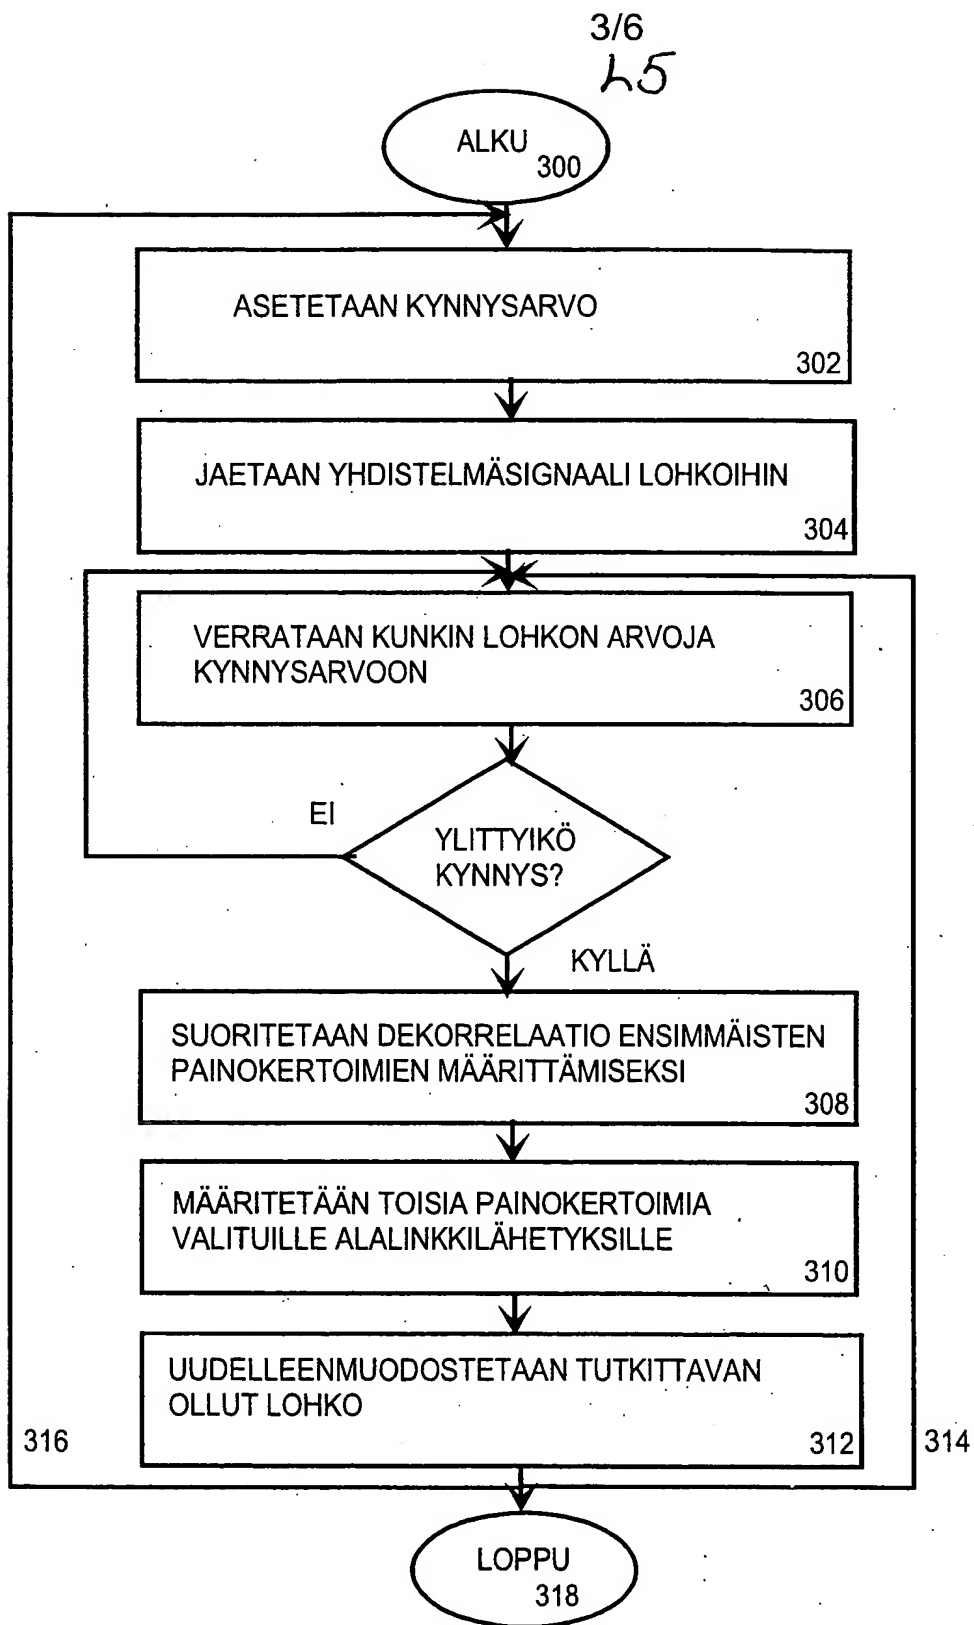 3/6
L5
ALKU
300
ASETETAAN KYNNYSARVO
302
JAETAAN YHDISTELMÄSIGNAALI LOHKOIHIN
304
VERRATAAN KUNKIN LOHKON ARVOJA
KYNNYSARVOON
306
EI
YLITTYIKÖ
KYNNYS?
KYLLÄ
SUORITETAAN DEKORRELAATIO ENSIMMÄISTEN
PAINOKERTOIMIEN MÄÄRITTÄMISEKSI
308
MÄÄRITETÄÄN TOISIA PAINOKERTOIMIA
VALITUILLE ALALINKKILÄHETYKSILLE
310
UUDELLEENMUODOSTETAAN TUTKITTAVAN
OLLUT LOHKO
312
316
314
LOPPU
318